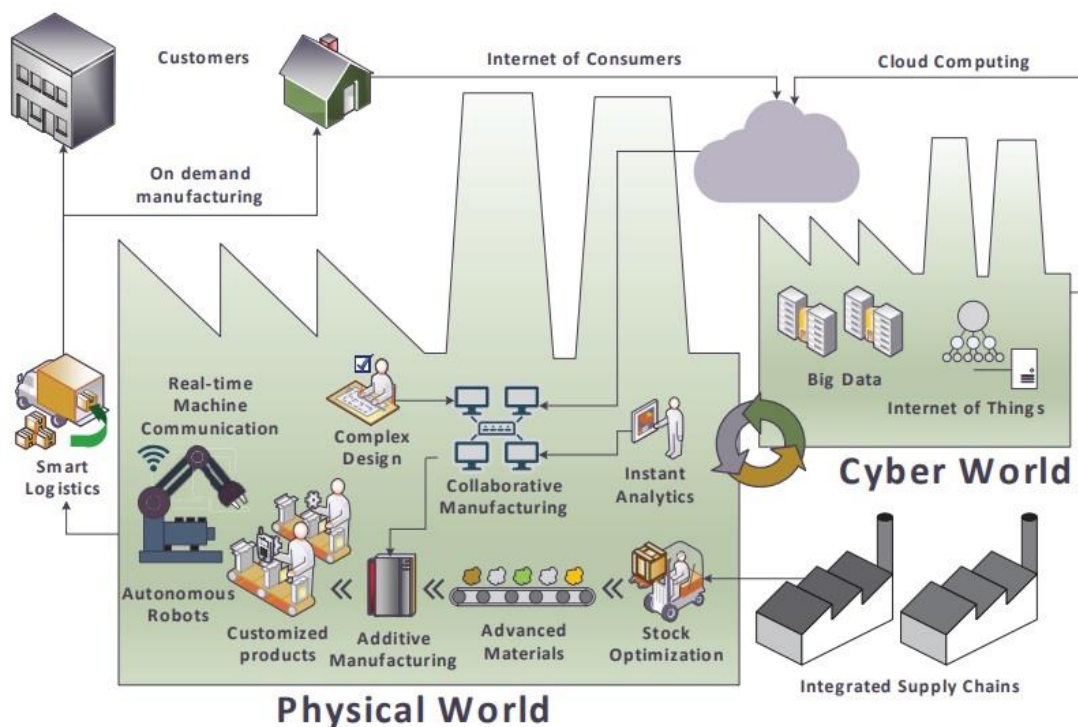 Customers
Internet of Consumers
Cloud Computing
On demand
manufacturing
Big Data
Internet of Things
Cyber World
Real-time
Machine
Communication
Complex
Design
Collaborative
Manufacturing
Instant
Analytics
Smart
Logistics
Autonomous
Robots
Customized
products
Additive
Manufacturing
Advanced
Materials
Stock
Optimization
Integrated Supply Chains
Physical World